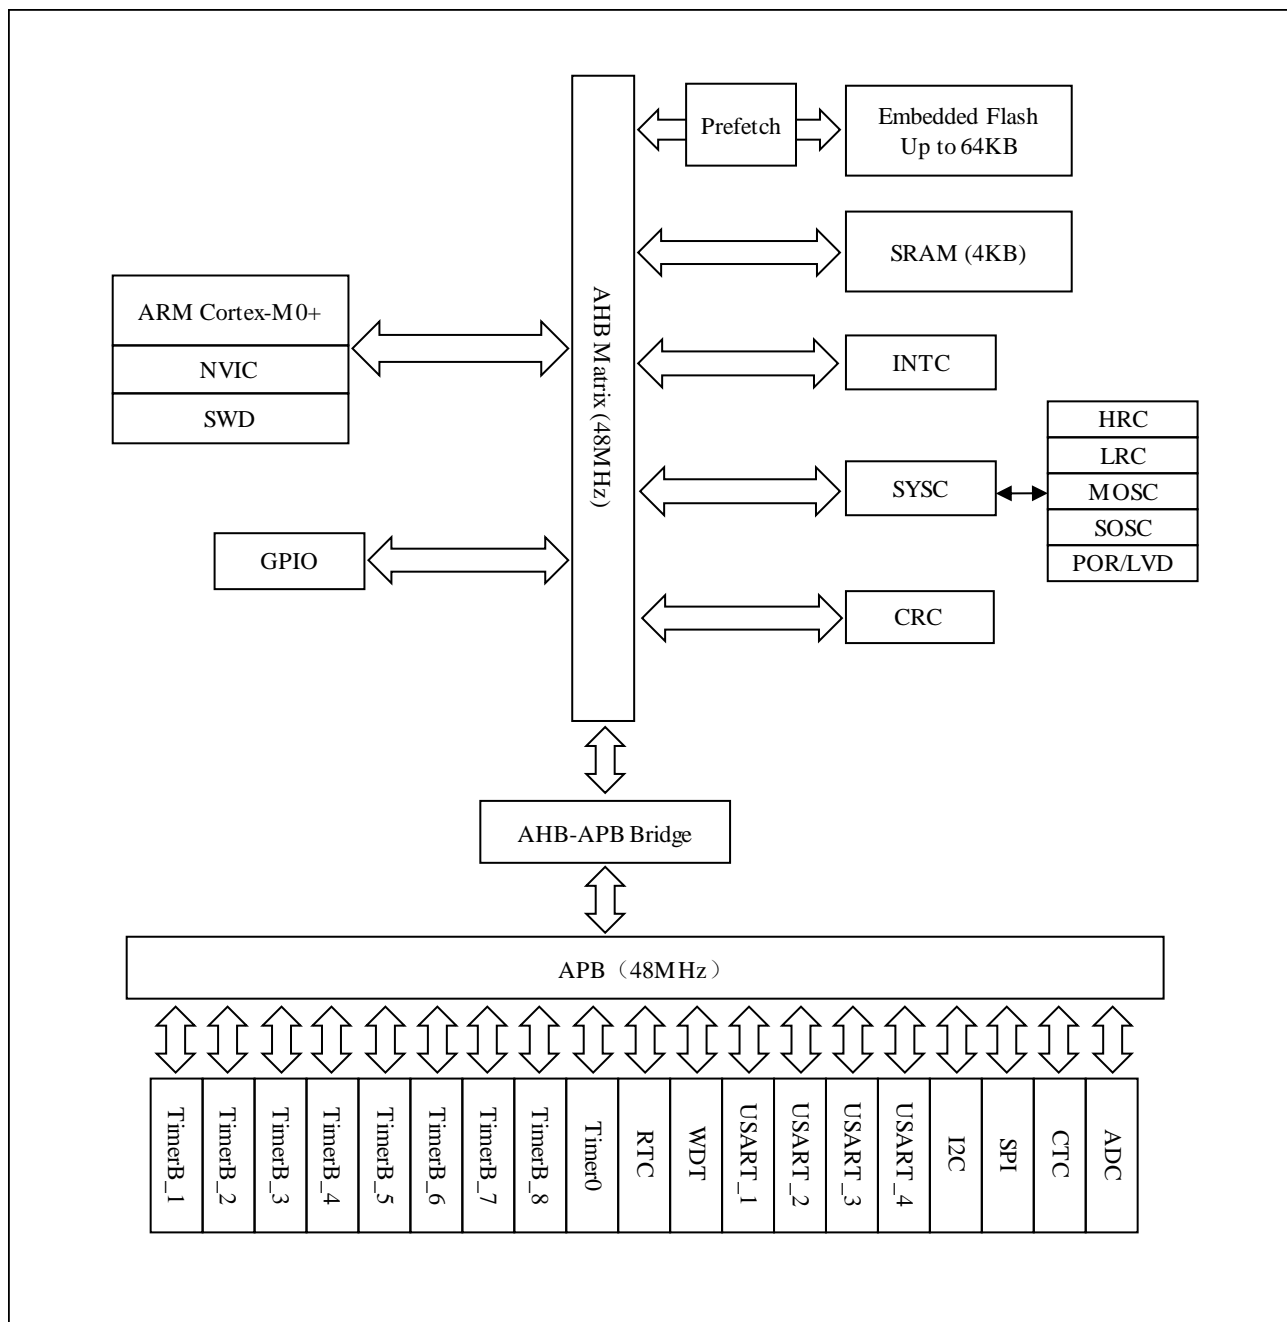 Prefetch
Embedded Flash
Up to 64KB
SRAM (4KB)
ARM Cortex-M0+
NVIC
SWD
AHB Matrix (48MHz)
INTC
HRC
LRC
SYSC
MOSC
SOSC
POR/LVD
GPIO
CRC
AHB-APB Bridge
APB（48MHz）
TimerB_1
TimerB_2
TimerB_3
TimerB_4
TimerB_5
TimerB_6
TimerB_7
TimerB_8
Timer0
RTC
WDT
USART_1
USART_2
USART_3
USART_4
I2C
SPI
CTC
ADC